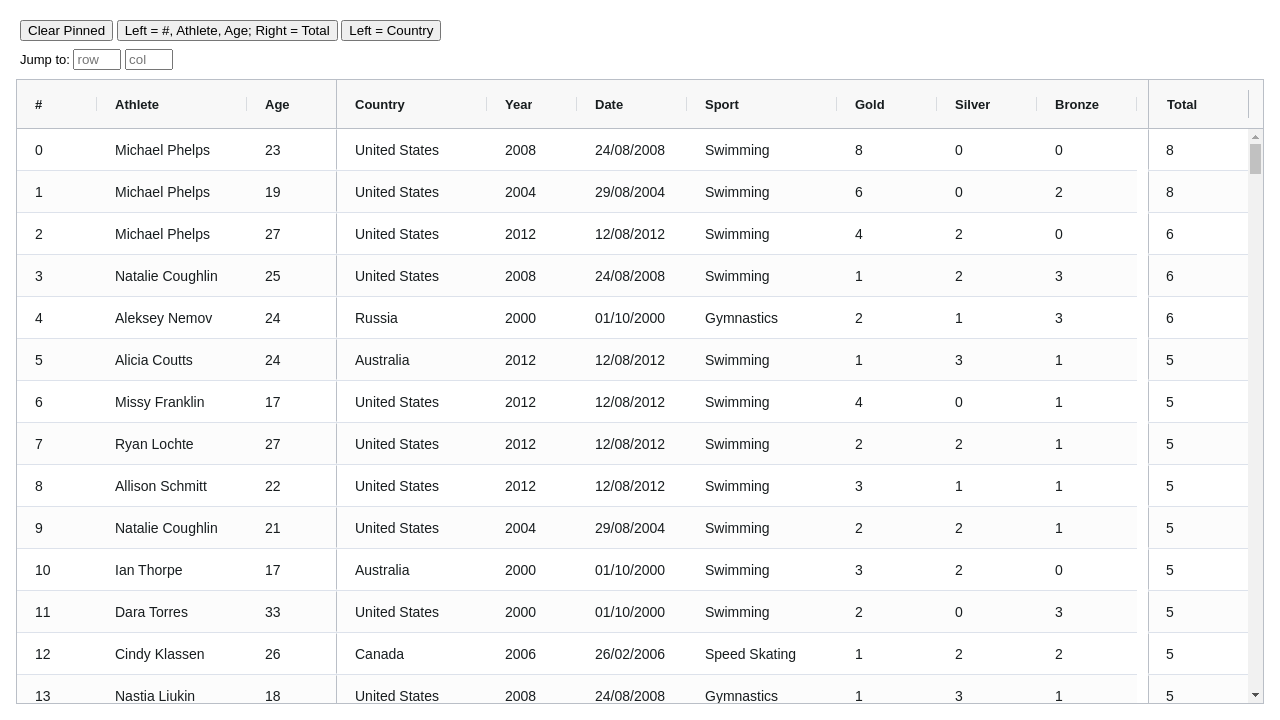 Clear Pinned Left = #, Athlete, Age; Right = Total Left = Country
Jump to: row col
# Athlete Age Country Year Date Sport Gold Silver Bronze Total
0 Michael Phelps 23 United States 2008 24/08/2008 Swimming 8 0 0 8
1 Michael Phelps 19 United States 2004 29/08/2004 Swimming 6 0 2 8
2 Michael Phelps 27 United States 2012 12/08/2012 Swimming 4 2 0 6
3 Natalie Coughlin 25 United States 2008 24/08/2008 Swimming 1 2 3 6
4 Aleksey Nemov 24 Russia 2000 01/10/2000 Gymnastics 2 1 3 6
5 Alicia Coutts 24 Australia 2012 12/08/2012 Swimming 1 3 1 5
6 Missy Franklin 17 United States 2012 12/08/2012 Swimming 4 0 1 5
7 Ryan Lochte 27 United States 2012 12/08/2012 Swimming 2 2 1 5
8 Allison Schmitt 22 United States 2012 12/08/2012 Swimming 3 1 1 5
9 Natalie Coughlin 21 United States 2004 29/08/2004 Swimming 2 2 1 5
10 Ian Thorpe 17 Australia 2000 01/10/2000 Swimming 3 2 0 5
11 Dara Torres 33 United States 2000 01/10/2000 Swimming 2 0 3 5
12 Cindy Klassen 26 Canada 2006 26/02/2006 Speed Skating 1 2 2 5
13 Nastia Liukin 18 United States 2008 24/08/2008 Gymnastics 1 3 1 5